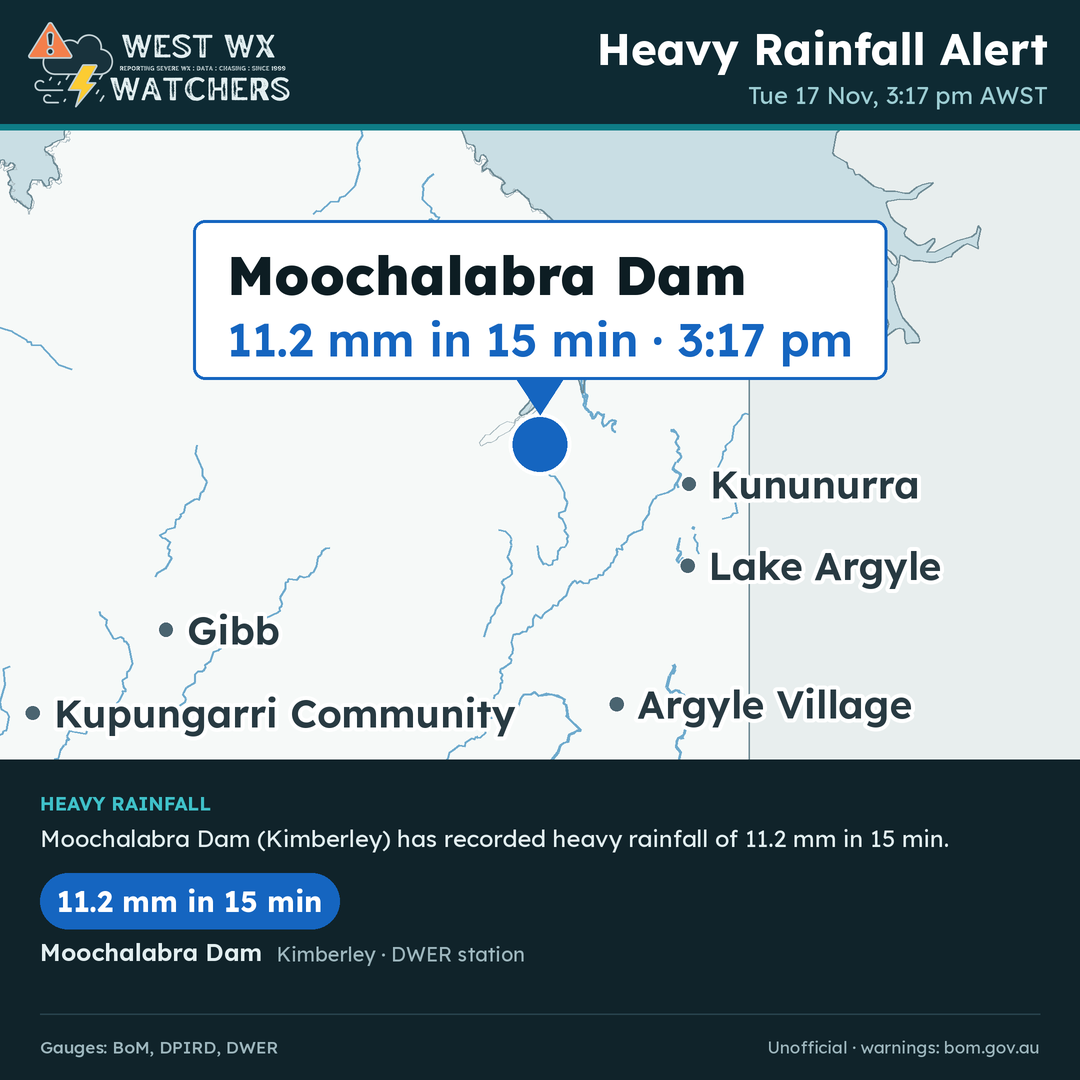 WEST WX
REPORTING SEVERE WX : DATA : CHASING : SINCE 1999
WATCHERS
Heavy Rainfall Alert
Tue 17 Nov, 3:17 pm AWST
Moochalabra Dam
11.2 mm in 15 min · 3:17 pm
Kununurra
Lake Argyle
Gibb
Kupungarri Community
Argyle Village
HEAVY RAINFALL
Moochalabra Dam (Kimberley) has recorded heavy rainfall of 11.2 mm in 15 min.
11.2 mm in 15 min
Moochalabra Dam Kimberley · DWER station
Gauges: BoM, DPIRD, DWER
Unofficial · warnings: bom.gov.au